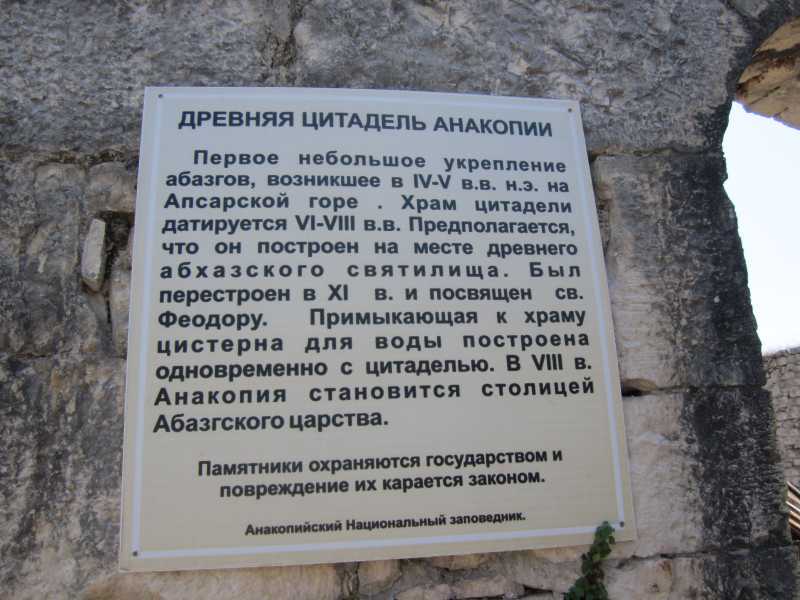 ДРЕВНЯЯ ЦИТАДЕЛЬ АНАКОПИИ
Первое небольшое укрепление
абазгов, возникшее в IV-V в.в. н.э. на
Апсарской горе . Храм цитадели
датируется VI-VIII в.в. Предполагается,
что он построен на месте древнего
абхазского святилища. Был
перестроен в XI в. и посвящен св.
Феодору. Примыкающая к храму
цистерна для воды построена
одновременно с цитаделью. В VIII в.
Анакопия становится столицей
Абазгского царства.
Памятники охраняются государством и
повреждение их карается законом.
Анакопийский Национальный заповедник.